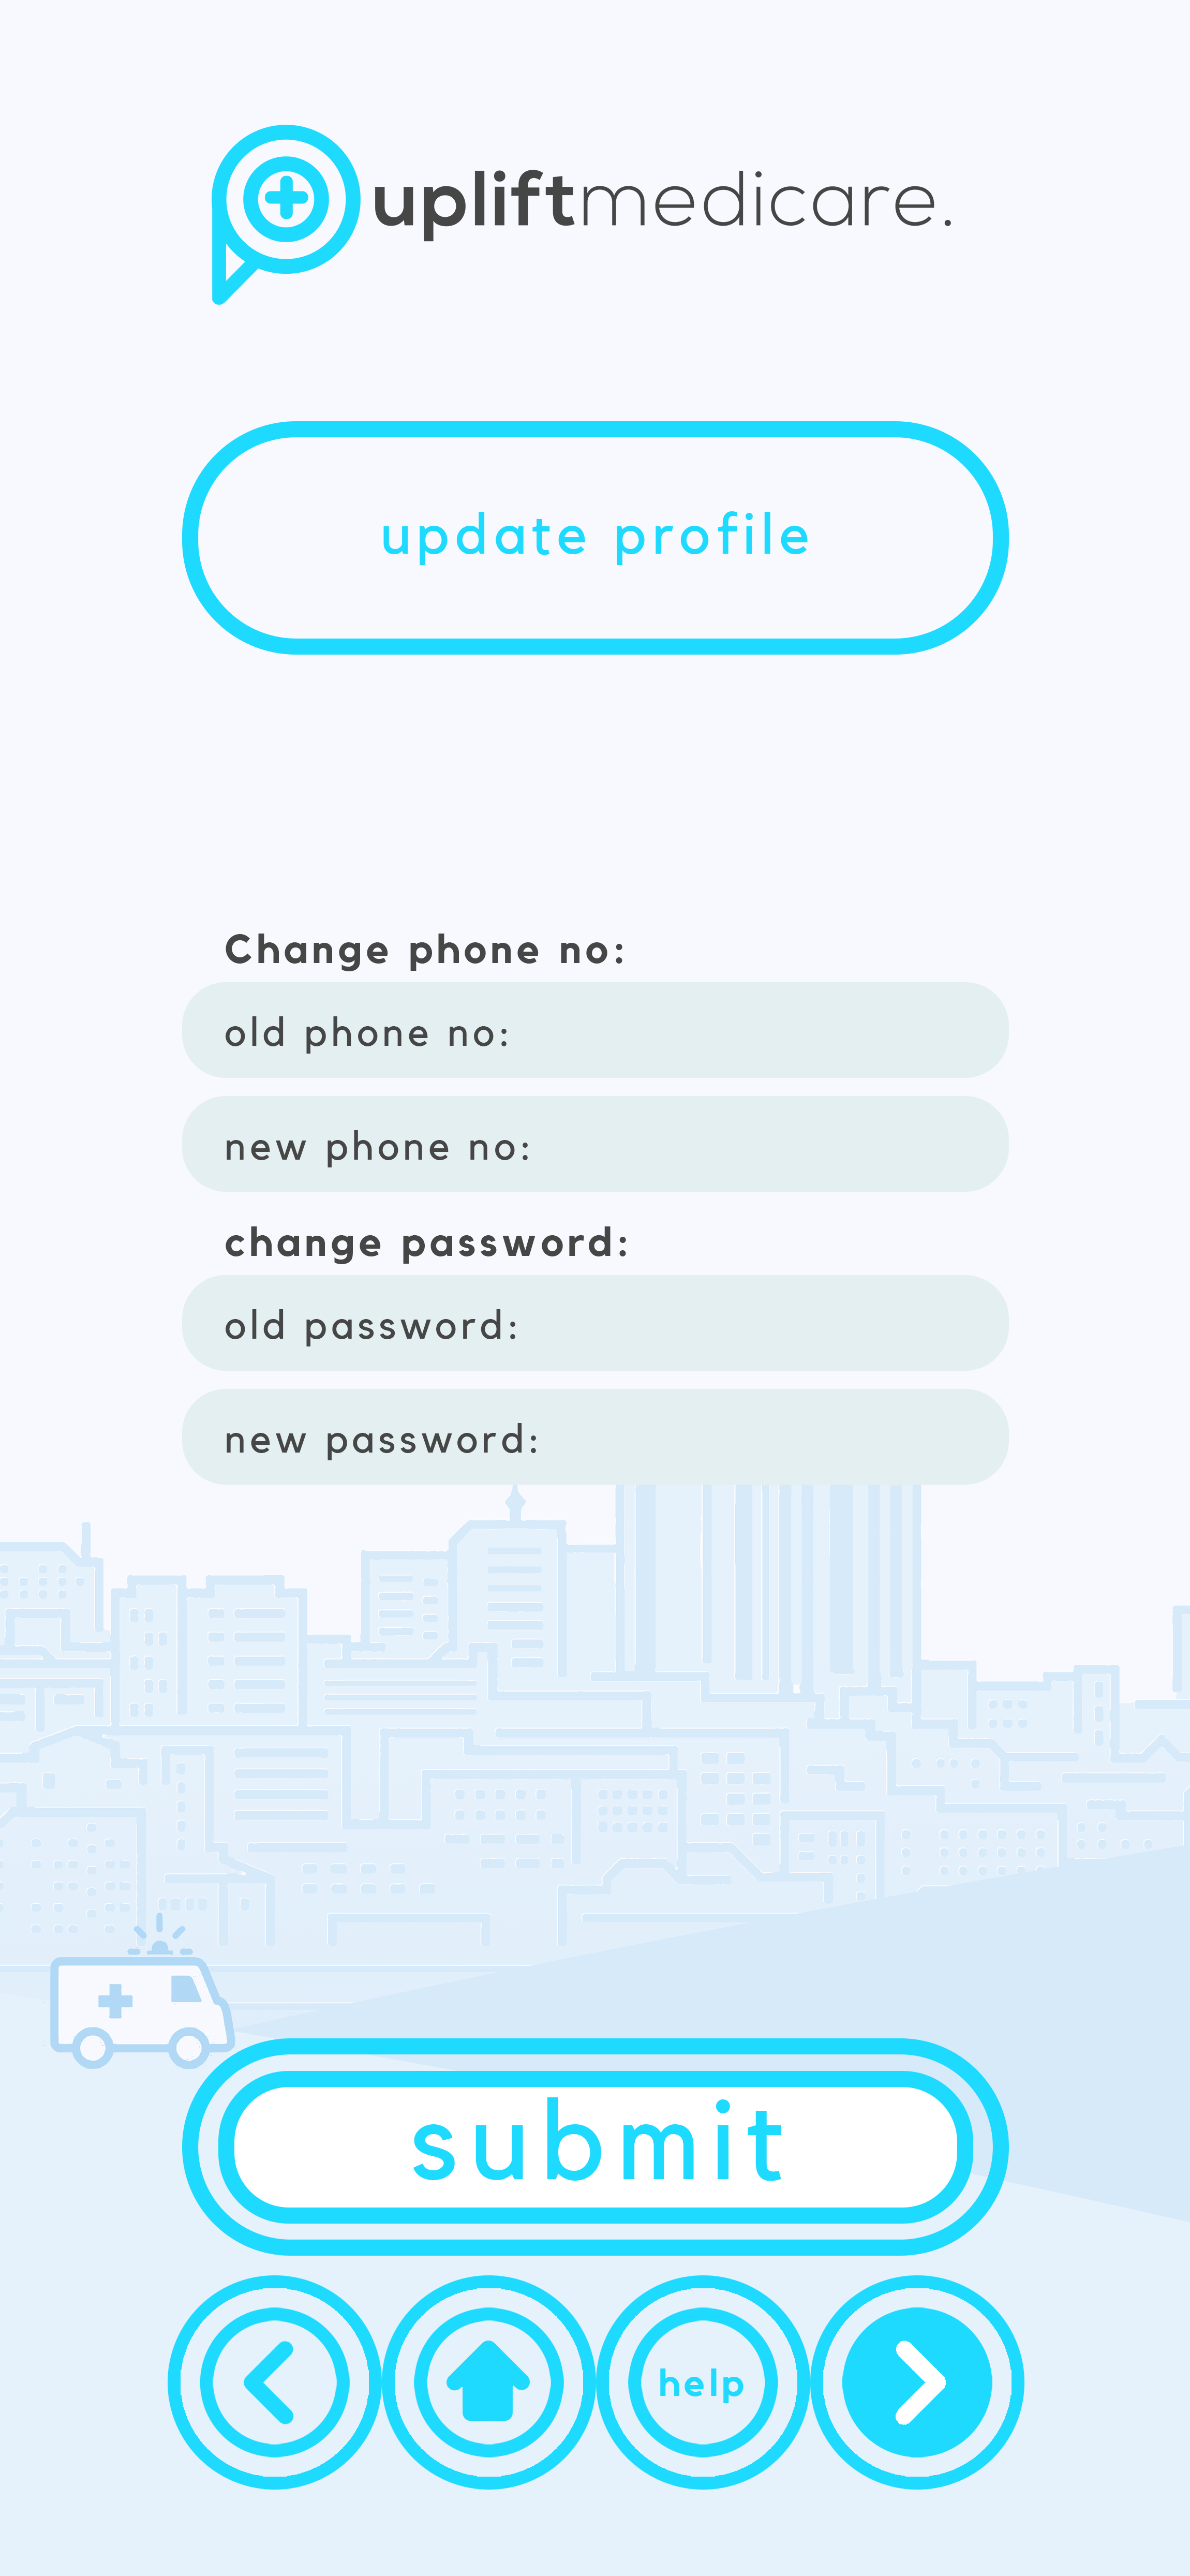 upliftmedicare.
update profile
Change phone no:
old phone no:
new phone no:
change password:
old password:
new password:
submit
help